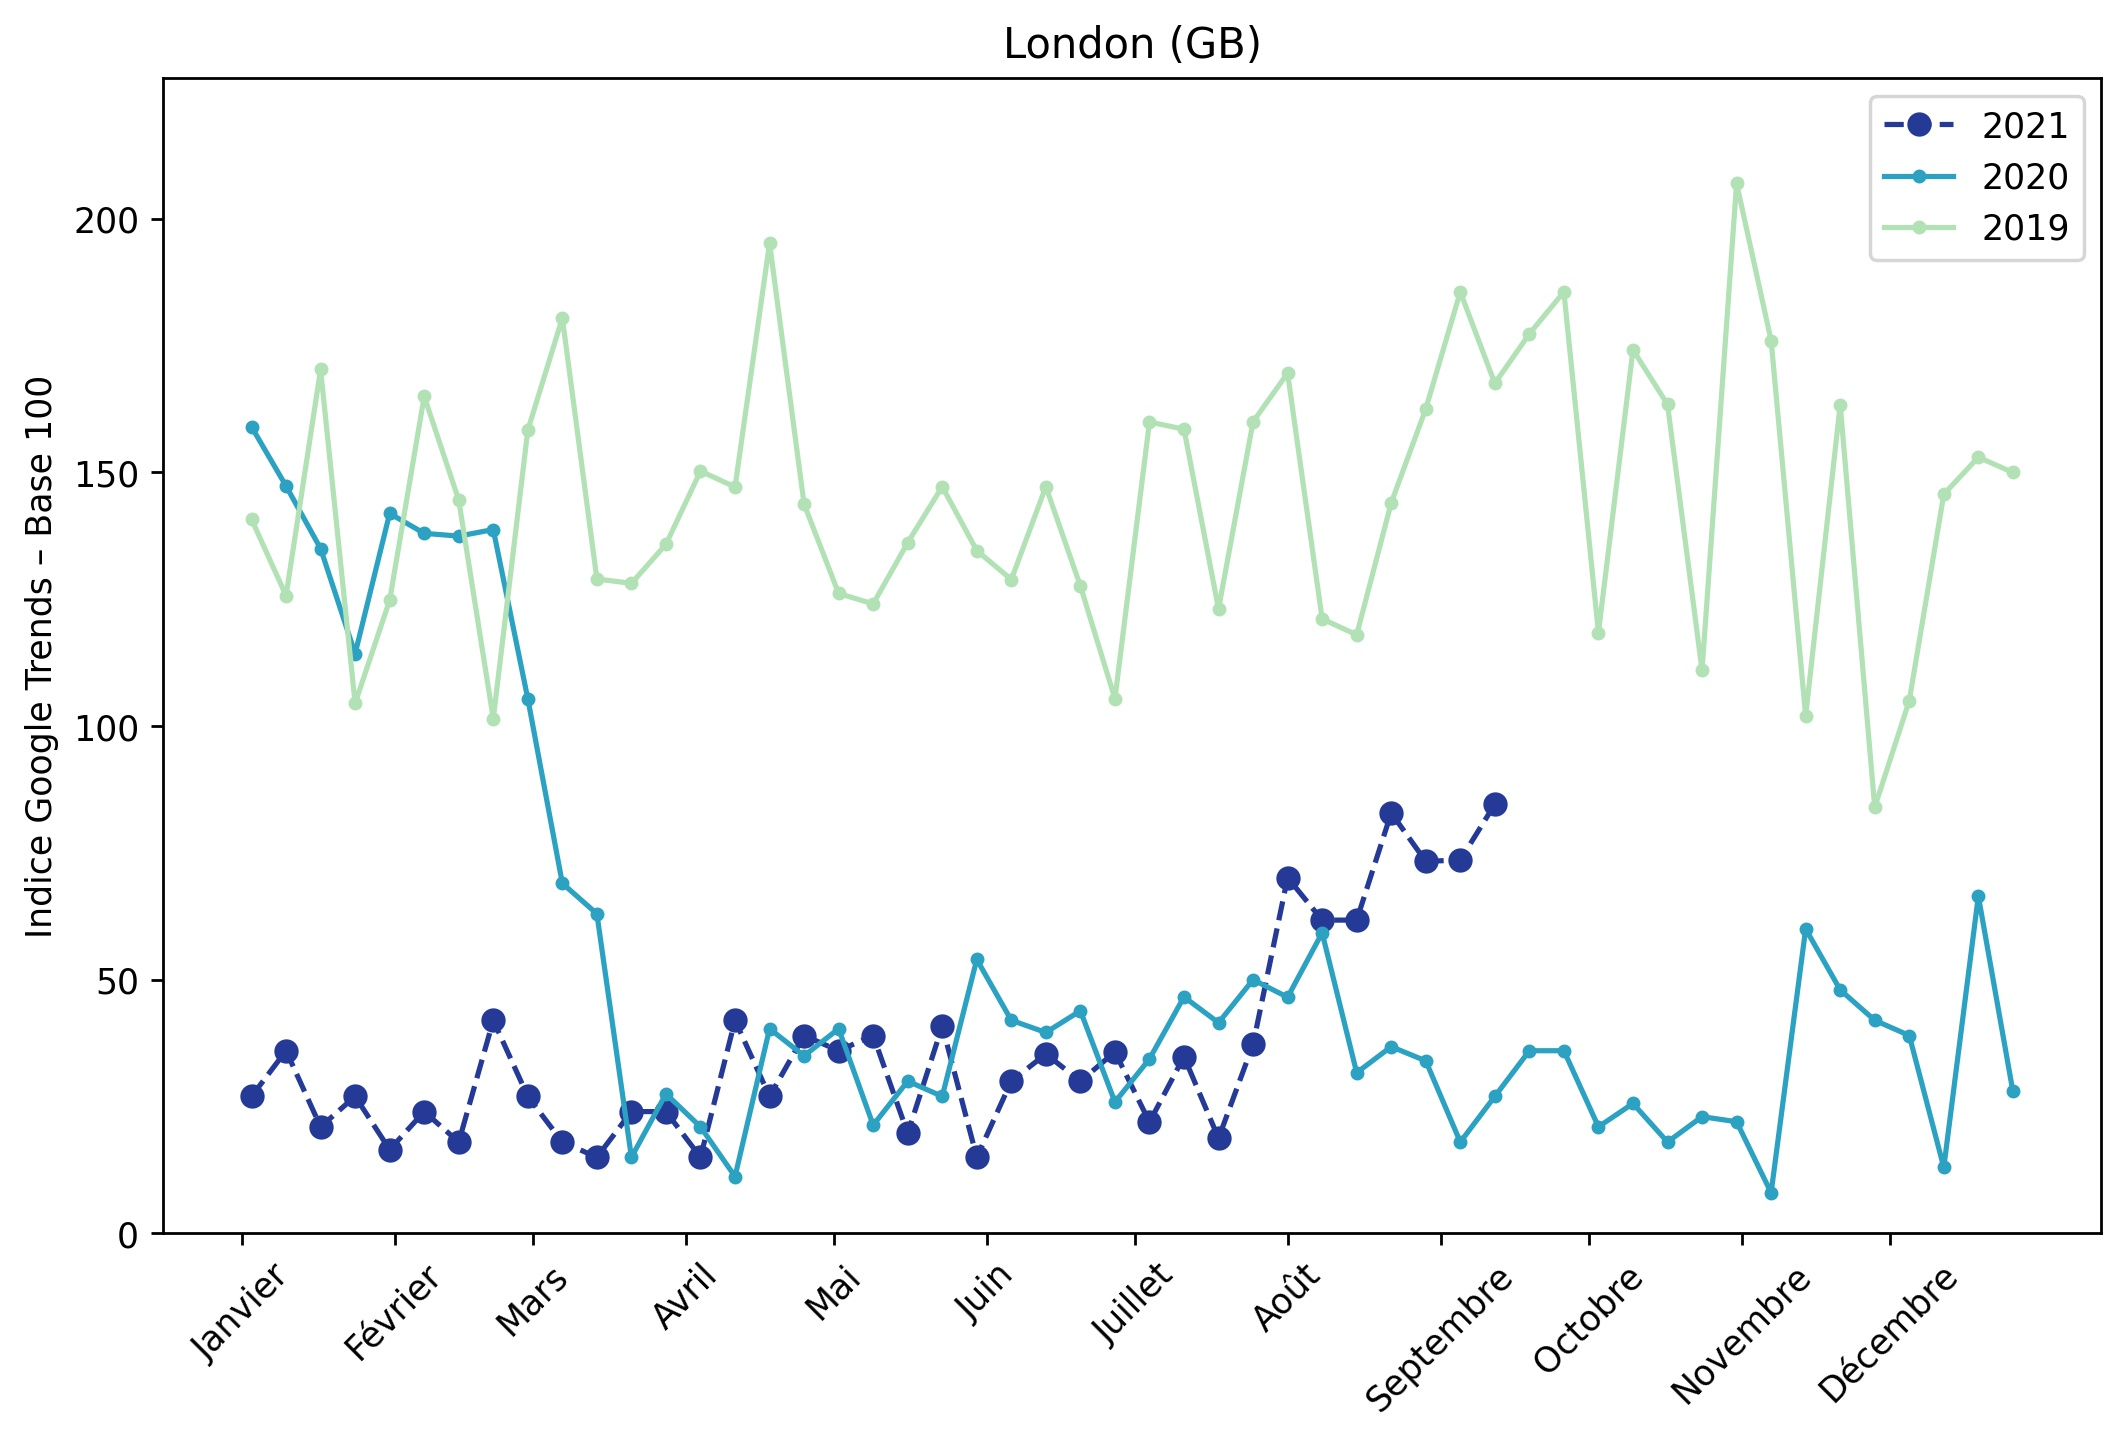 London (GB)
2021
2020
2019
Indice Google Trends – Base 100
200
150
100
50
0
Janvier
Février
Mars
Avril
Mai
Juin
Juillet
Août
Septembre
Octobre
Novembre
Décembre